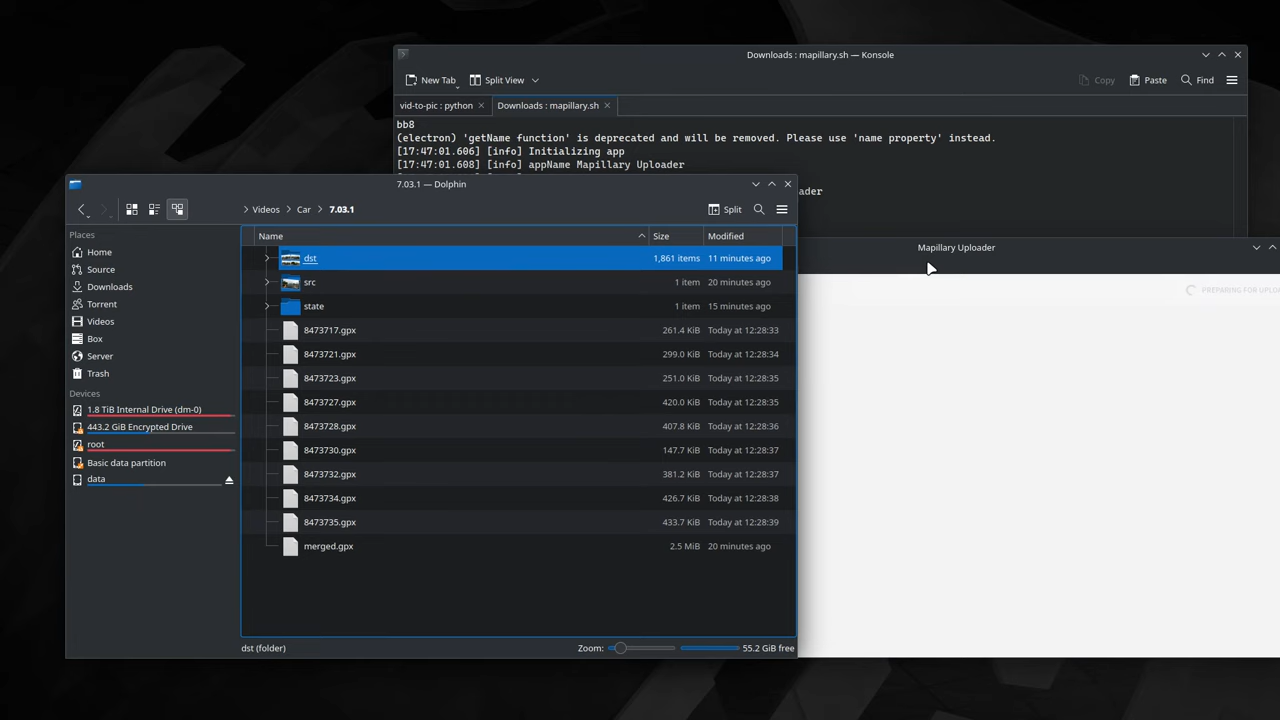 Downloads : mapillary.sh — Konsole
New Tab
Split View
Copy
Paste
Find
vid-to-pic : python
Downloads : mapillary.sh
bb8
(electron) 'getName function' is deprecated and will be removed. Please use 'name property' instead.
[17:47:01.606] [info] Initializing app
[17:47:01.608] [info] appName Mapillary Uploader
7.03.1 — Dolphin
Videos
Car
7.03.1
Split
Places
Home
Source
Downloads
Torrent
Videos
Box
Server
Trash
Devices
1.8 TiB Internal Drive (dm-0)
443.2 GiB Encrypted Drive
root
Basic data partition
data
Name Size Modified
dst 1,861 items 11 minutes ago
src 1 item 20 minutes ago
state 1 item 15 minutes ago
8473717.gpx 261.4 KiB Today at 12:28:33
8473721.gpx 299.0 KiB Today at 12:28:34
8473723.gpx 251.0 KiB Today at 12:28:35
8473727.gpx 420.0 KiB Today at 12:28:35
8473728.gpx 407.8 KiB Today at 12:28:36
8473730.gpx 147.7 KiB Today at 12:28:37
8473732.gpx 381.2 KiB Today at 12:28:37
8473734.gpx 426.7 KiB Today at 12:28:38
8473735.gpx 433.7 KiB Today at 12:28:39
merged.gpx 2.5 MiB 20 minutes ago
dst (folder)
Zoom:
55.2 GiB free
Mapillary Uploader
PREPARING FOR